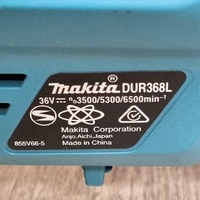 makita® DUR368L
36V⎓ n₀3500/5300/6500min⁻¹
Makita Corporation
Anjo, Aichi, Japan
855V66-5 Made in China